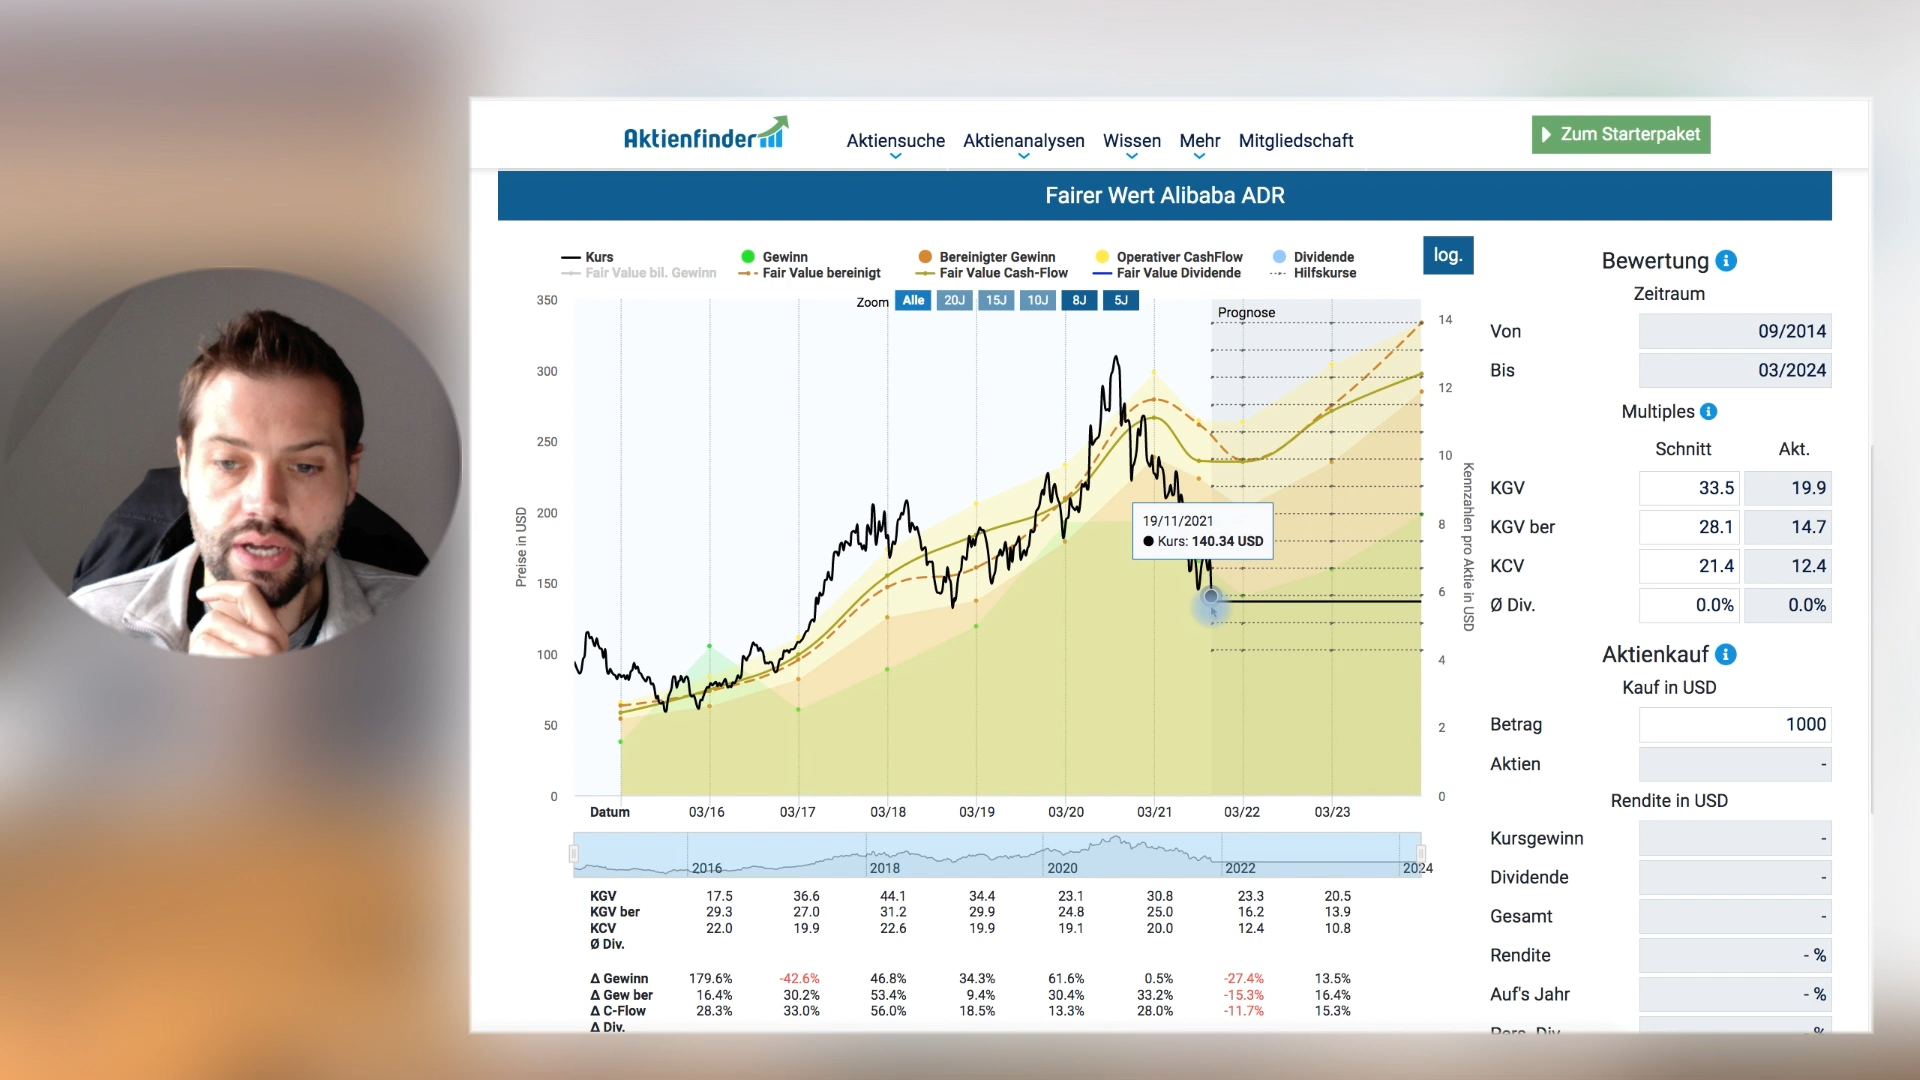 Aktienfinder
Aktiensuche Aktienanalysen Wissen Mehr Mitgliedschaft
Zum Starterpaket
Fairer Wert Alibaba ADR
Kurs Gewinn Bereinigter Gewinn Operativer CashFlow Dividende
Fair Value bil. Gewinn Fair Value bereinigt Fair Value Cash-Flow Fair Value Dividende Hilfskurse
log.
Zoom Alle 20J 15J 10J 8J 5J
Prognose
Preise in USD
350
300
250
200
150
100
50
0
14
12
10
8
6
4
2
0
Kennzahlen pro Aktie in USD
19/11/2021
Kurs: 140.34 USD
Datum 03/16 03/17 03/18 03/19 03/20 03/21 03/22 03/23
2016 2018 2020 2022 2024
KGV 17.5 36.6 44.1 34.4 23.1 30.8 23.3 20.5
KGV ber 29.3 27.0 31.2 29.9 24.8 25.0 16.2 13.9
KCV 22.0 19.9 22.6 19.9 19.1 20.0 12.4 10.8
Ø Div.
Δ Gewinn 179.6% -42.6% 46.8% 34.3% 61.6% 0.5% -27.4% 13.5%
Δ Gew ber 16.4% 30.2% 53.4% 9.4% 30.4% 33.2% -15.3% 16.4%
Δ C-Flow 28.3% 33.0% 56.0% 18.5% 13.3% 28.0% -11.7% 15.3%
Δ Div.
Bewertung
Zeitraum
Von 09/2014
Bis 03/2024
Multiples
Schnitt Akt.
KGV 33.5 19.9
KGV ber 28.1 14.7
KCV 21.4 12.4
Ø Div. 0.0% 0.0%
Aktienkauf
Kauf in USD
Betrag 1000
Aktien -
Rendite in USD
Kursgewinn -
Dividende -
Gesamt -
Rendite - %
Auf's Jahr - %
Pers. Div. %